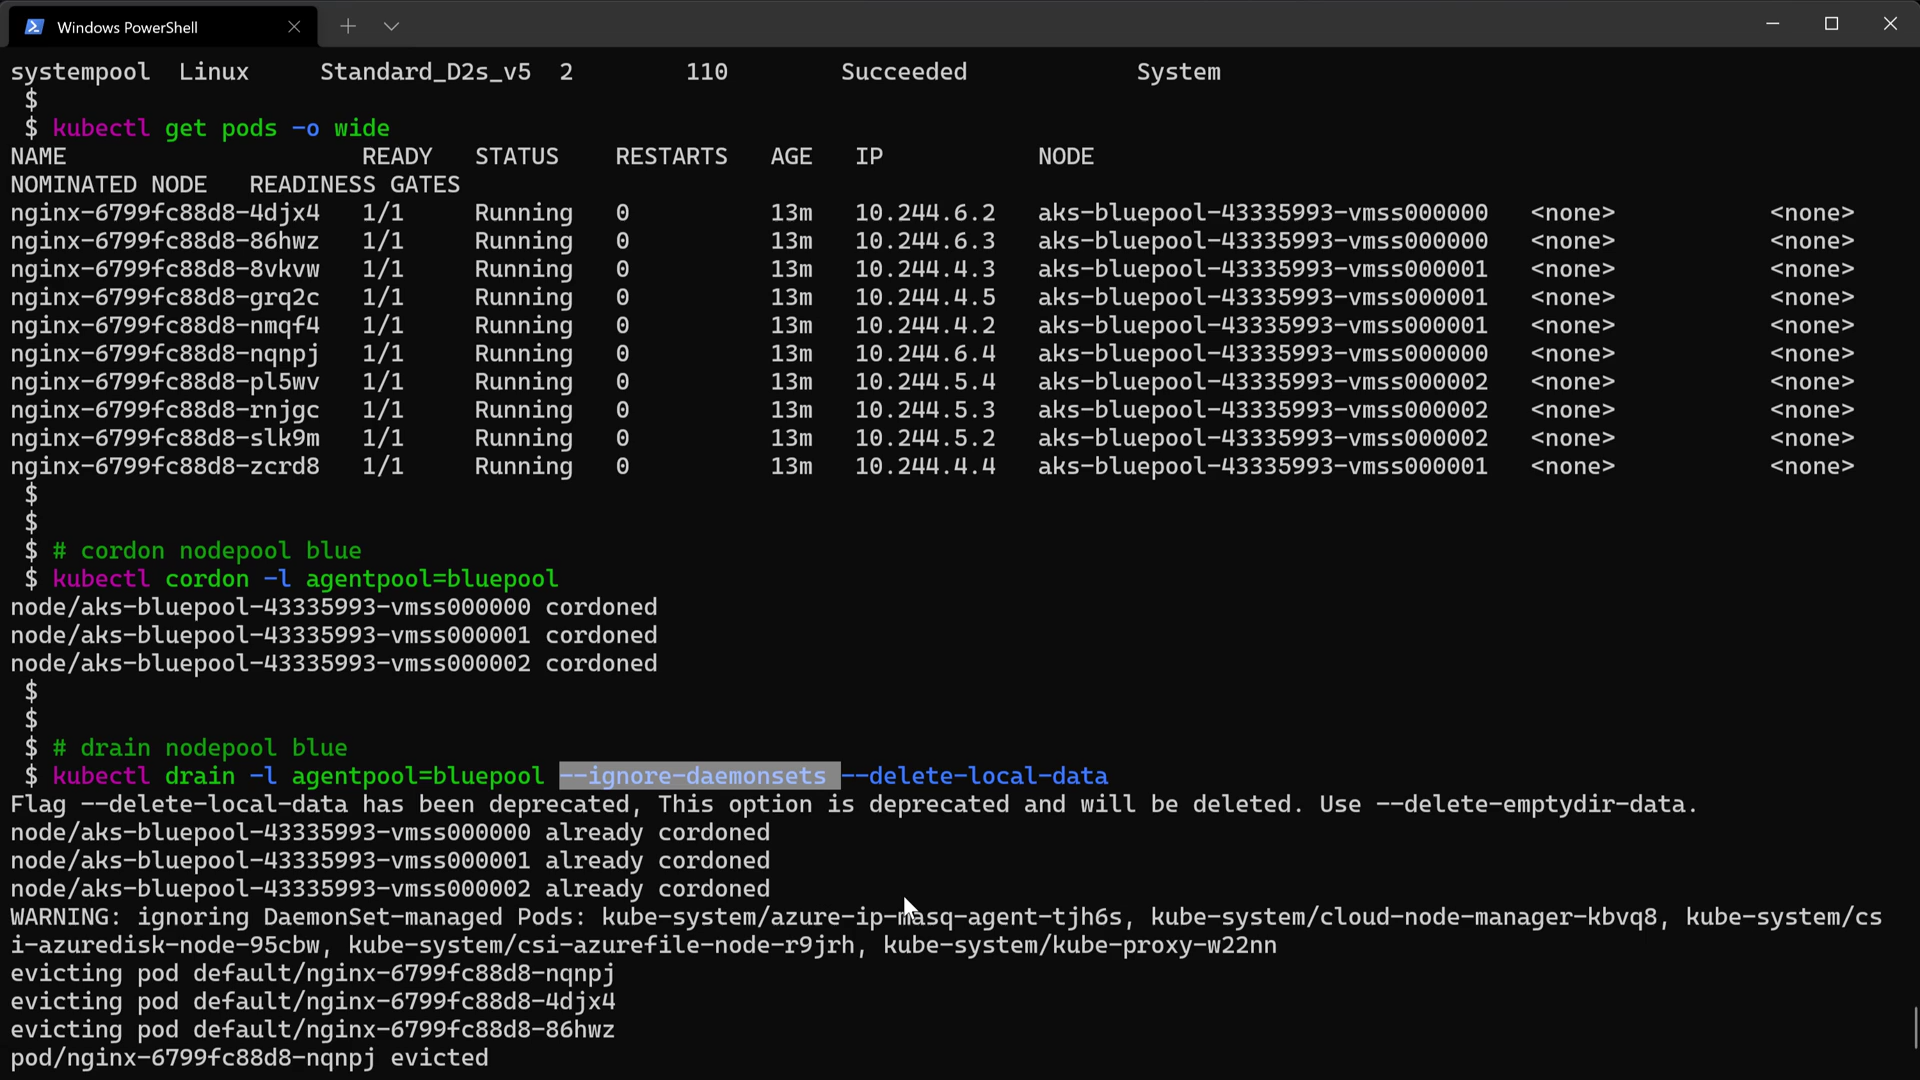 Windows PowerShell
systempool Linux Standard_D2s_v5 2 110 Succeeded System
$
$ kubectl get pods -o wide
NAME READY STATUS RESTARTS AGE IP NODE
NOMINATED NODE READINESS GATES
nginx-6799fc88d8-4djx4 1/1 Running 0 13m 10.244.6.2 aks-bluepool-43335993-vmss000000 <none> <none>
nginx-6799fc88d8-86hwz 1/1 Running 0 13m 10.244.6.3 aks-bluepool-43335993-vmss000000 <none> <none>
nginx-6799fc88d8-8vkvw 1/1 Running 0 13m 10.244.4.3 aks-bluepool-43335993-vmss000001 <none> <none>
nginx-6799fc88d8-grq2c 1/1 Running 0 13m 10.244.4.5 aks-bluepool-43335993-vmss000001 <none> <none>
nginx-6799fc88d8-nmqf4 1/1 Running 0 13m 10.244.4.2 aks-bluepool-43335993-vmss000001 <none> <none>
nginx-6799fc88d8-nqnpj 1/1 Running 0 13m 10.244.6.4 aks-bluepool-43335993-vmss000000 <none> <none>
nginx-6799fc88d8-pl5wv 1/1 Running 0 13m 10.244.5.4 aks-bluepool-43335993-vmss000002 <none> <none>
nginx-6799fc88d8-rnjgc 1/1 Running 0 13m 10.244.5.3 aks-bluepool-43335993-vmss000002 <none> <none>
nginx-6799fc88d8-slk9m 1/1 Running 0 13m 10.244.5.2 aks-bluepool-43335993-vmss000002 <none> <none>
nginx-6799fc88d8-zcrd8 1/1 Running 0 13m 10.244.4.4 aks-bluepool-43335993-vmss000001 <none> <none>
$
$
$ # cordon nodepool blue
$ kubectl cordon -l agentpool=bluepool
node/aks-bluepool-43335993-vmss000000 cordoned
node/aks-bluepool-43335993-vmss000001 cordoned
node/aks-bluepool-43335993-vmss000002 cordoned
$
$
$ # drain nodepool blue
$ kubectl drain -l agentpool=bluepool --ignore-daemonsets --delete-local-data
Flag --delete-local-data has been deprecated, This option is deprecated and will be deleted. Use --delete-emptydir-data.
node/aks-bluepool-43335993-vmss000000 already cordoned
node/aks-bluepool-43335993-vmss000001 already cordoned
node/aks-bluepool-43335993-vmss000002 already cordoned
WARNING: ignoring DaemonSet-managed Pods: kube-system/azure-ip-masq-agent-tjh6s, kube-system/cloud-node-manager-kbvq8, kube-system/cs
i-azuredisk-node-95cbw, kube-system/csi-azurefile-node-r9jrh, kube-system/kube-proxy-w22nn
evicting pod default/nginx-6799fc88d8-nqnpj
evicting pod default/nginx-6799fc88d8-4djx4
evicting pod default/nginx-6799fc88d8-86hwz
pod/nginx-6799fc88d8-nqnpj evicted